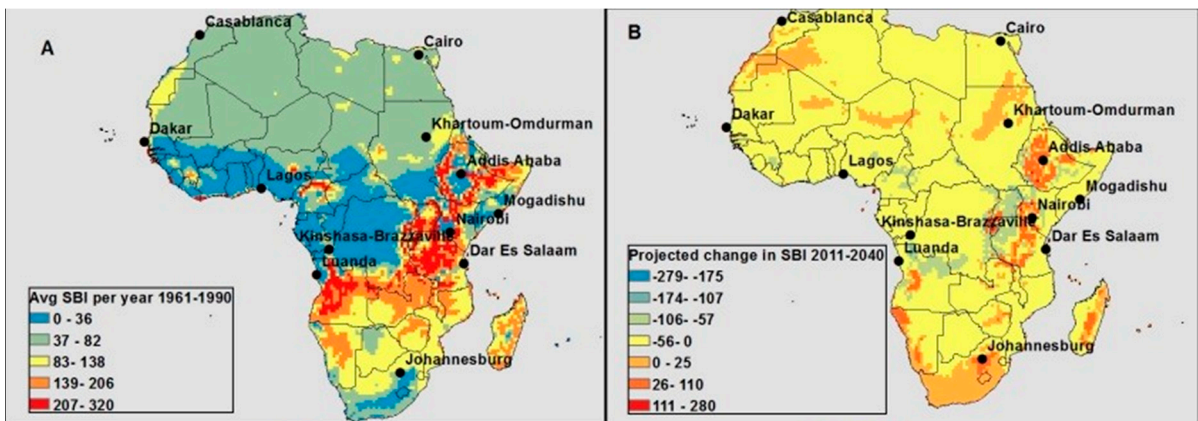 A
Casablanca
Cairo
Dakar
Khartoum-Omdurman
Addis Ababa
Lagos
Mogadishu
Nairobi
Kinshasa-Brazzaville
Dar Es Salaam
Luanda
Johannesburg
Avg SBI per year 1961-1990
0 - 36
37 - 82
83- 138
139- 206
207- 320
B
Casablanca
Cairo
Dakar
Khartoum-Omdurman
Addis Ababa
Lagos
Mogadishu
Nairobi
Kinshasa-Brazzaville
Dar Es Salaam
Luanda
Johannesburg
Projected change in SBI 2011-2040
-279- -175
-174- -107
-106- -57
-56- 0
0 - 25
26- 110
111 - 280